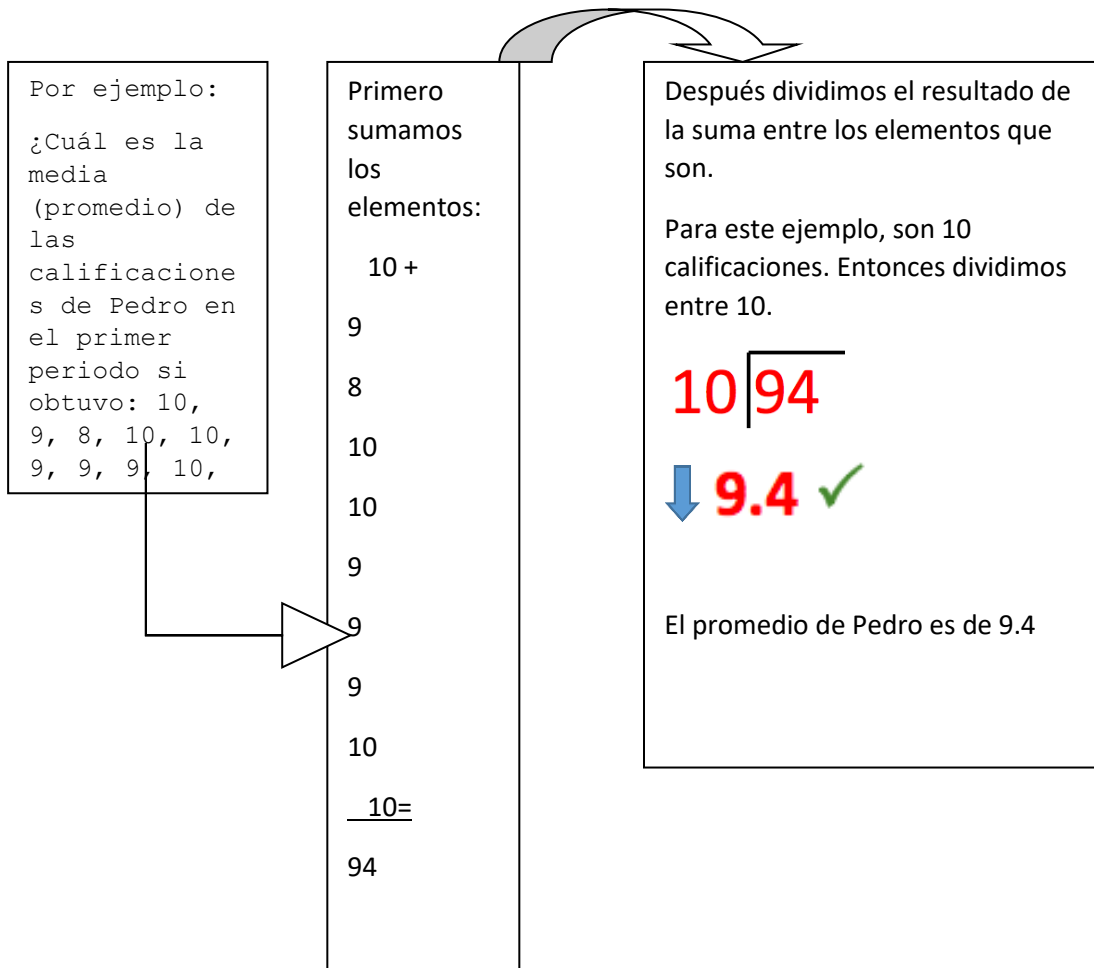 Por ejemplo:
¿Cuál es la
media
(promedio) de
las
calificacione
s de Pedro en
el primer
periodo si
obtuvo: 10,
9, 8, 10, 10,
9, 9, 9, 10,
Primero
sumamos
los
elementos:
10 +
9
8
10
10
9
9
9
10
10=
94
Después dividimos el resultado de
la suma entre los elementos que
son.
Para este ejemplo, son 10
calificaciones. Entonces dividimos
entre 10.
10 94
9.4 ✓
El promedio de Pedro es de 9.4